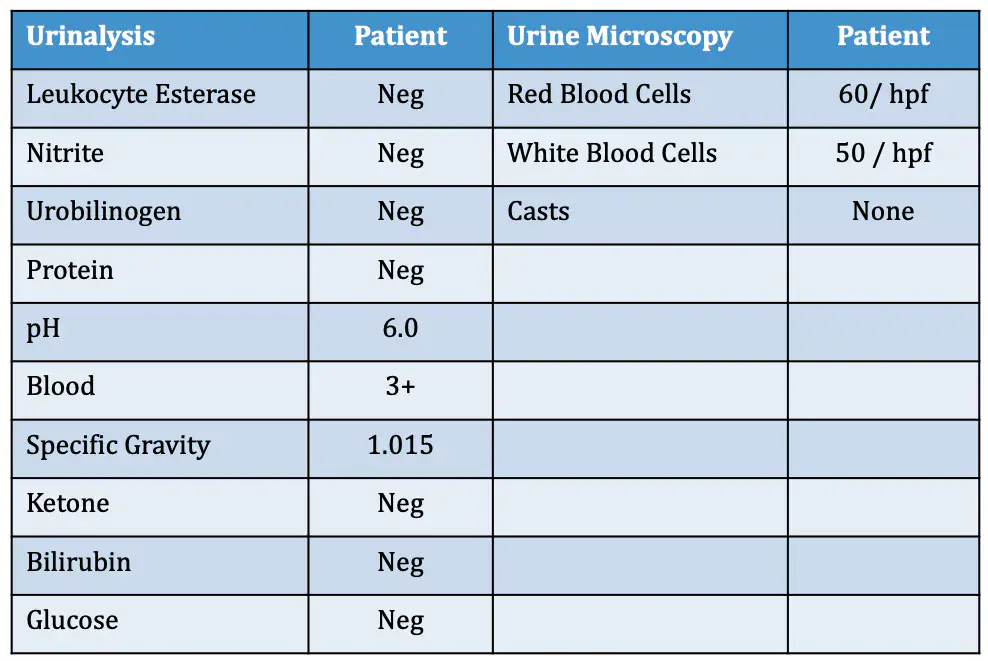 Urinalysis Patient Urine Microscopy Patient
Leukocyte Esterase Neg Red Blood Cells 60/ hpf
Nitrite Neg White Blood Cells 50 / hpf
Urobilinogen Neg Casts None
Protein Neg
pH 6.0
Blood 3+
Specific Gravity 1.015
Ketone Neg
Bilirubin Neg
Glucose Neg